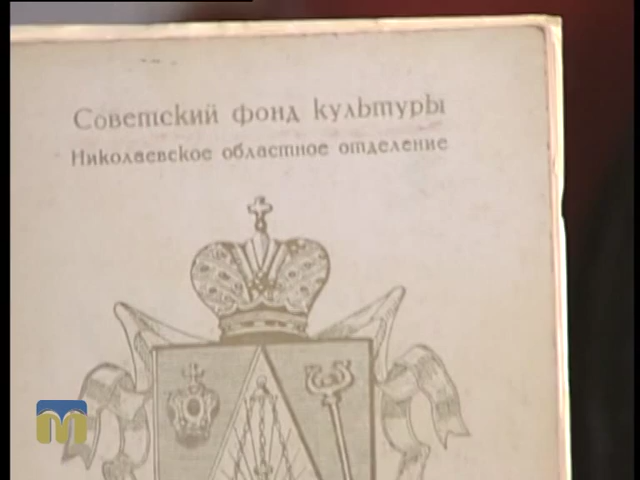 Советский фонд культуры
Николаевское областное отделение